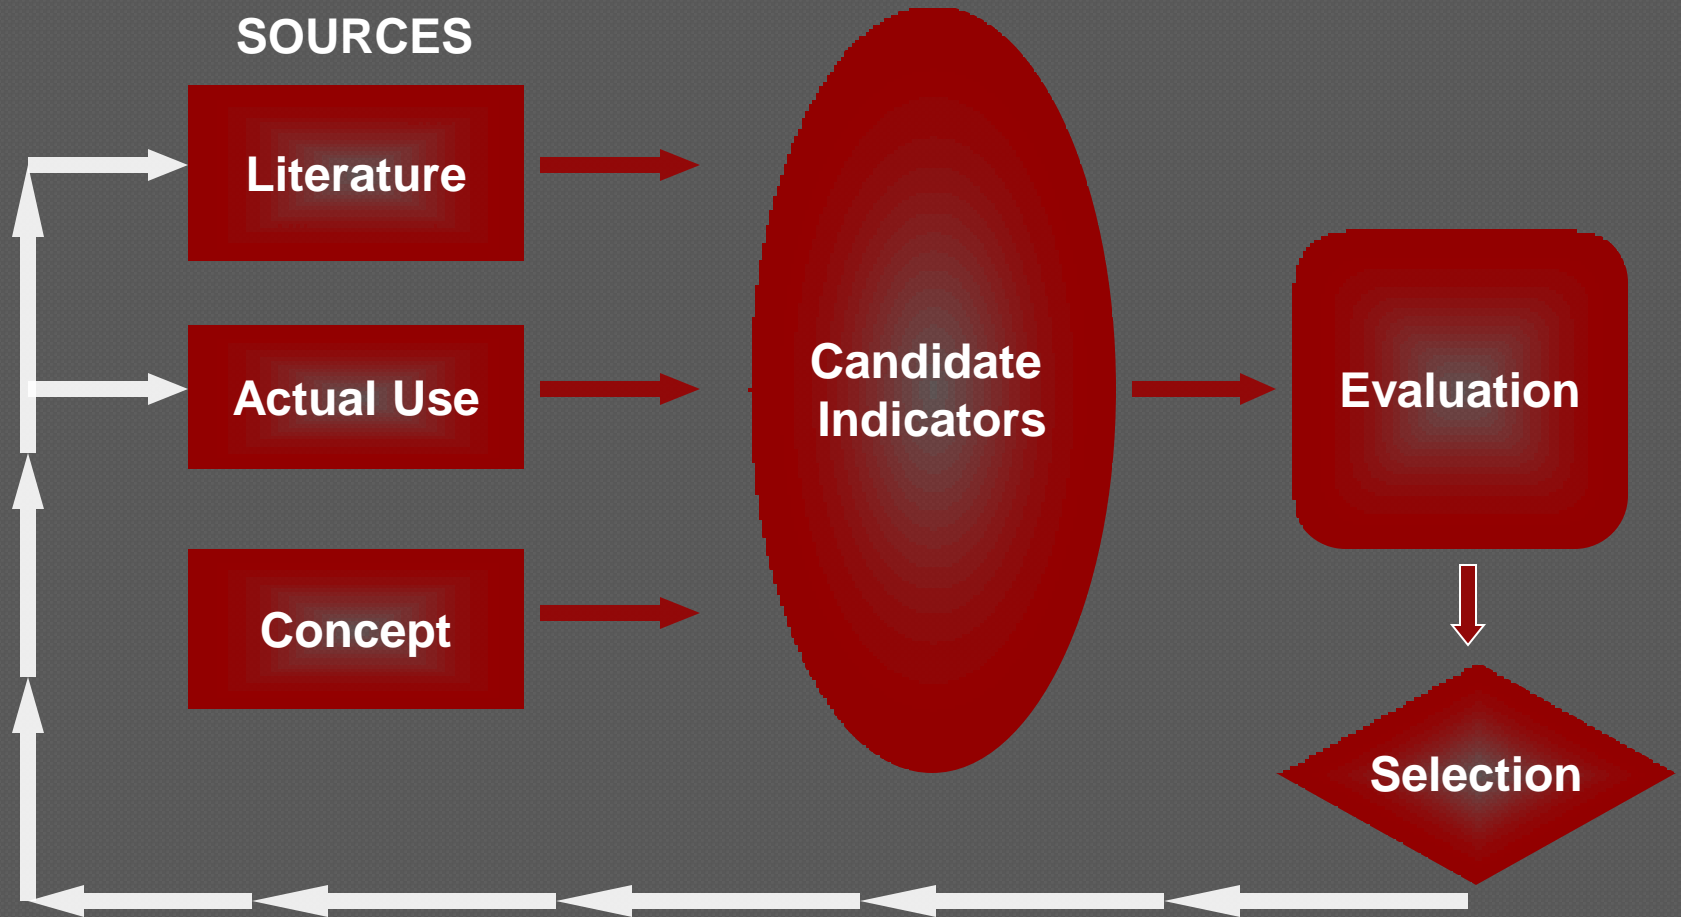 SOURCES
Literature
Actual Use
Concept
Candidate
Indicators
Evaluation
Selection